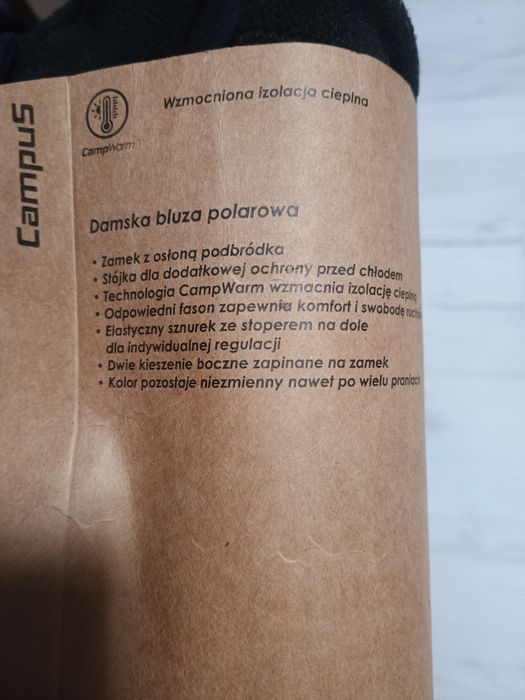 Campus
CampWarm
Wzmocniona izolacja cieplna
Damska bluza polarowa
• Zamek z osłoną podbródka
• Stójka dla dodatkowej ochrony przed chłodem
• Technologia CampWarm wzmacnia izolację cieplną
• Odpowiedni fason zapewnia komfort i swobodę ruchów
• Elastyczny sznurek ze stoperem na dole
dla indywidualnej regulacji
• Dwie kieszenie boczne zapinane na zamek
• Kolor pozostaje niezmienny nawet po wielu praniach